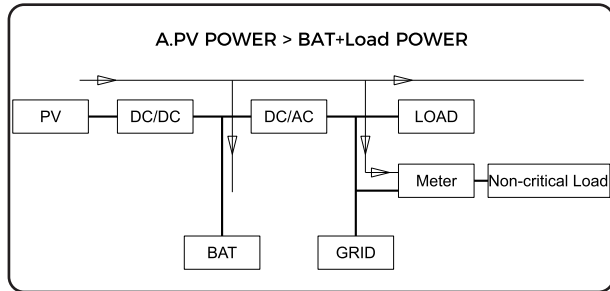 A.PV POWER > BAT+Load POWER
PV
DC/DC
DC/AC
LOAD
Meter
Non-critical Load
BAT
GRID